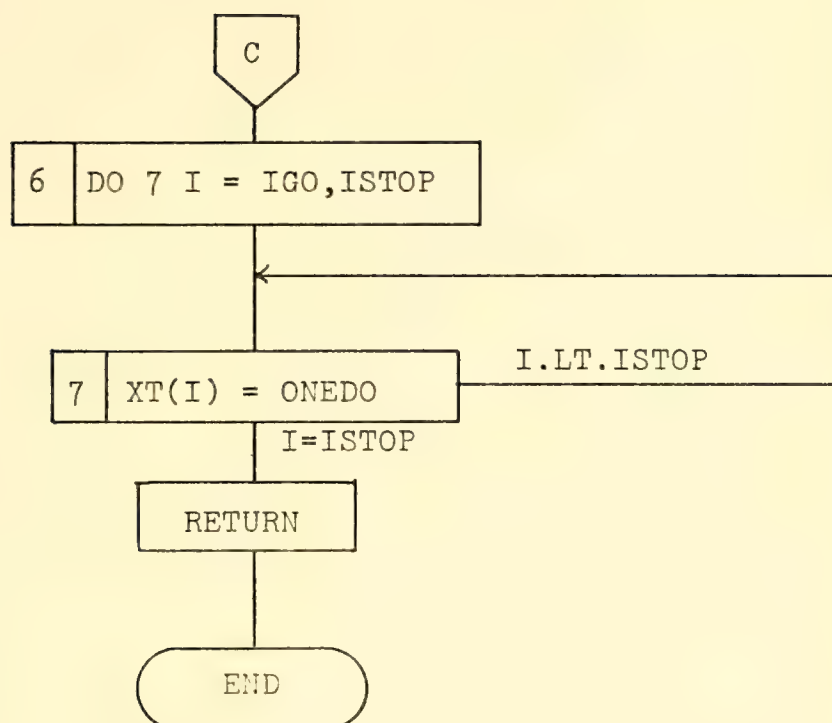 C
6 DO 7 I = IGO,ISTOP
I.LT.ISTOP
7 XT(I) = ONEDO
I=ISTOP
RETURN
END